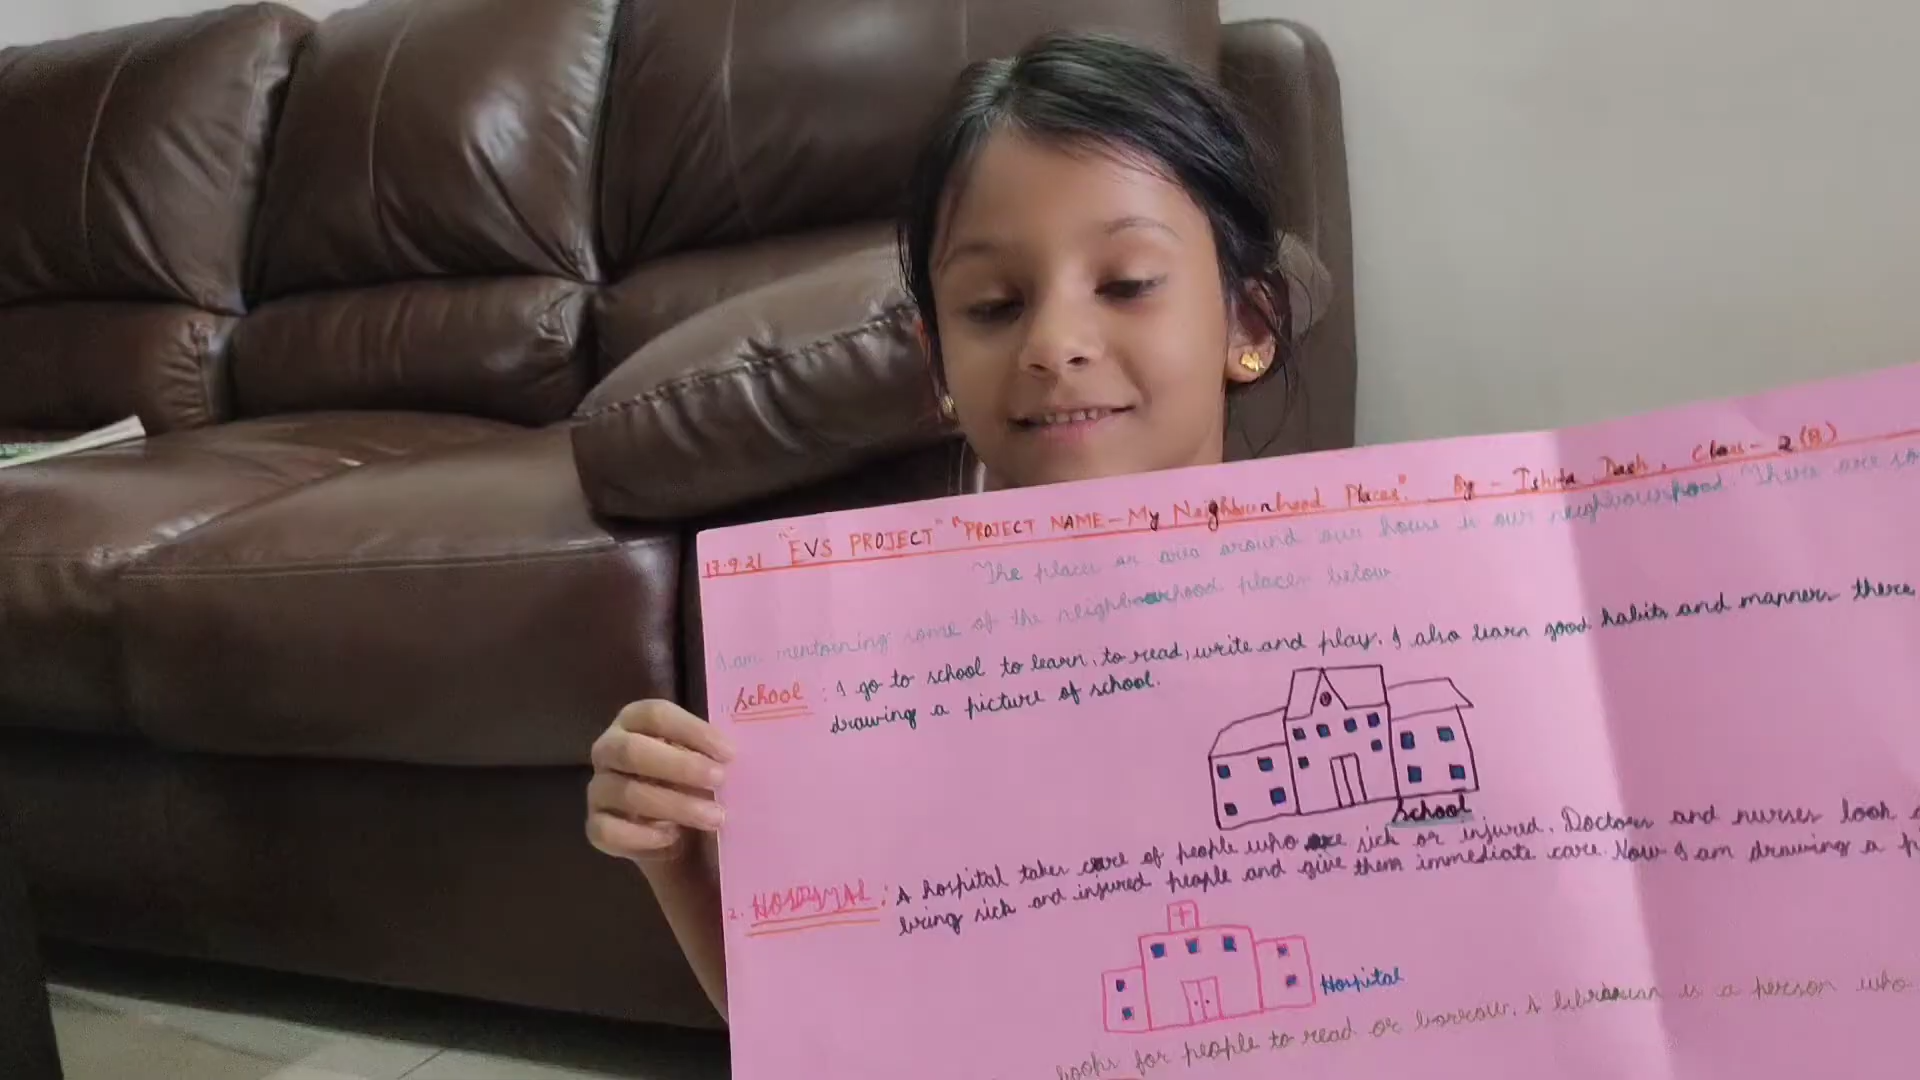 17.9.21 "EVS PROJECT" "PROJECT NAME - My Neighbourhood Places". By - Ishita Dash, Class - 2 (B)
The places or area around our house is our neighbourhood. There are so
I am mentoining some of the neighbourhood places below
School : I go to school to learn, to read, write and play. I also learn good habits and manners there
drawing a picture of school.
School
2. HOSPITAL : A hospital takes care of people who are sick or injured. Doctors and nurses look
bring sick and injured people and give them immediate care. Now I am drawing a
Hospital
books for people to read or borrow. A librarian is a person who